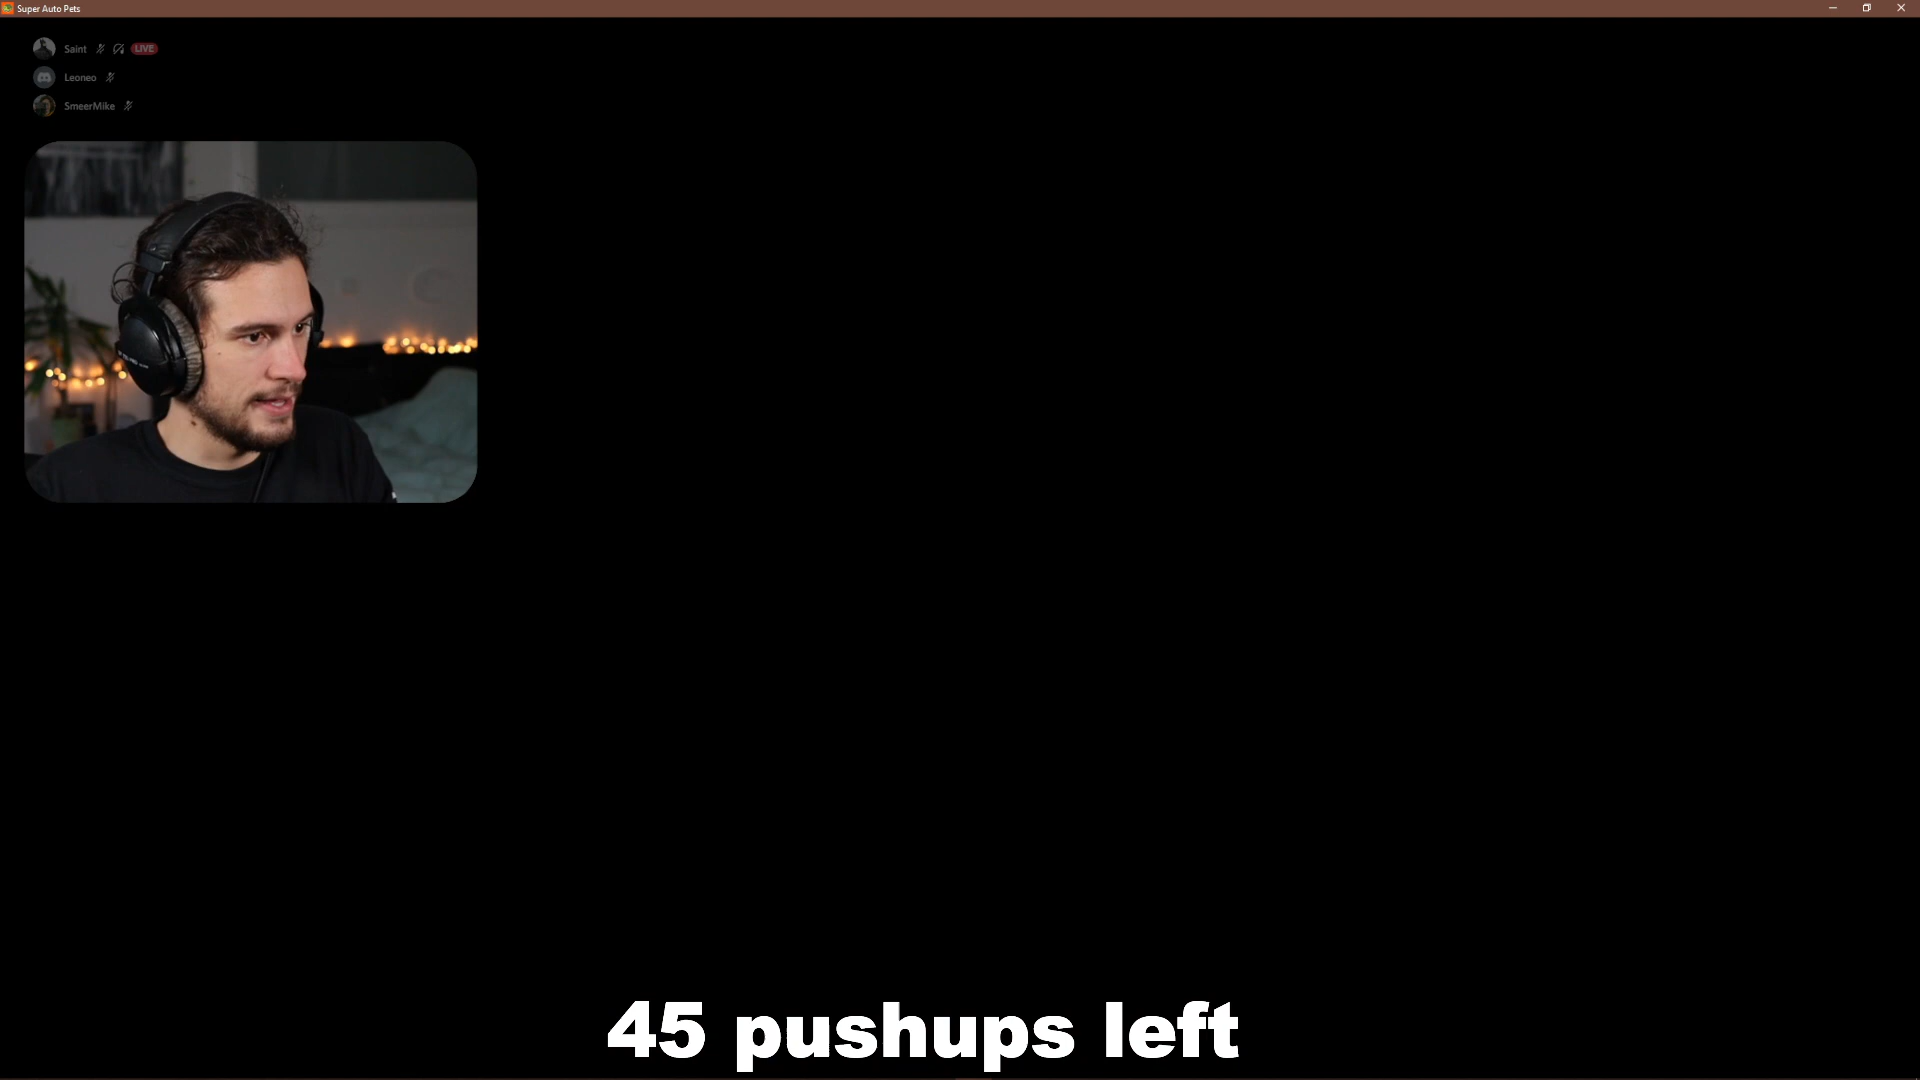 Super Auto Pets
Saint LIVE
Leoneo
SmeerMike
45 pushups left